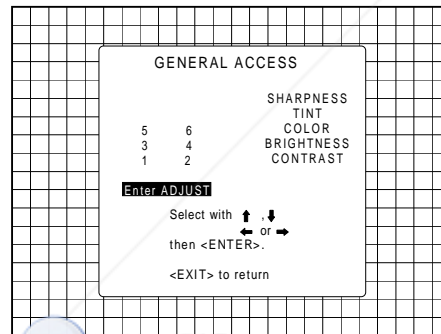 GENERAL ACCESS
SHARPNESS
TINT
5 6 COLOR
3 4 BRIGHTNESS
1 2 CONTRAST
Enter ADJUST
Select with ⬆ , ⬇
⬅ or ➡
then <ENTER>.
<EXIT> to return